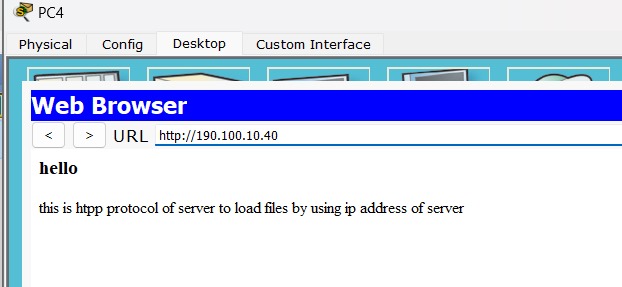 PC4
Physical Config Desktop Custom Interface
Web Browser
< > URL http://190.100.10.40
hello
this is htpp protocol of server to load files by using ip address of server